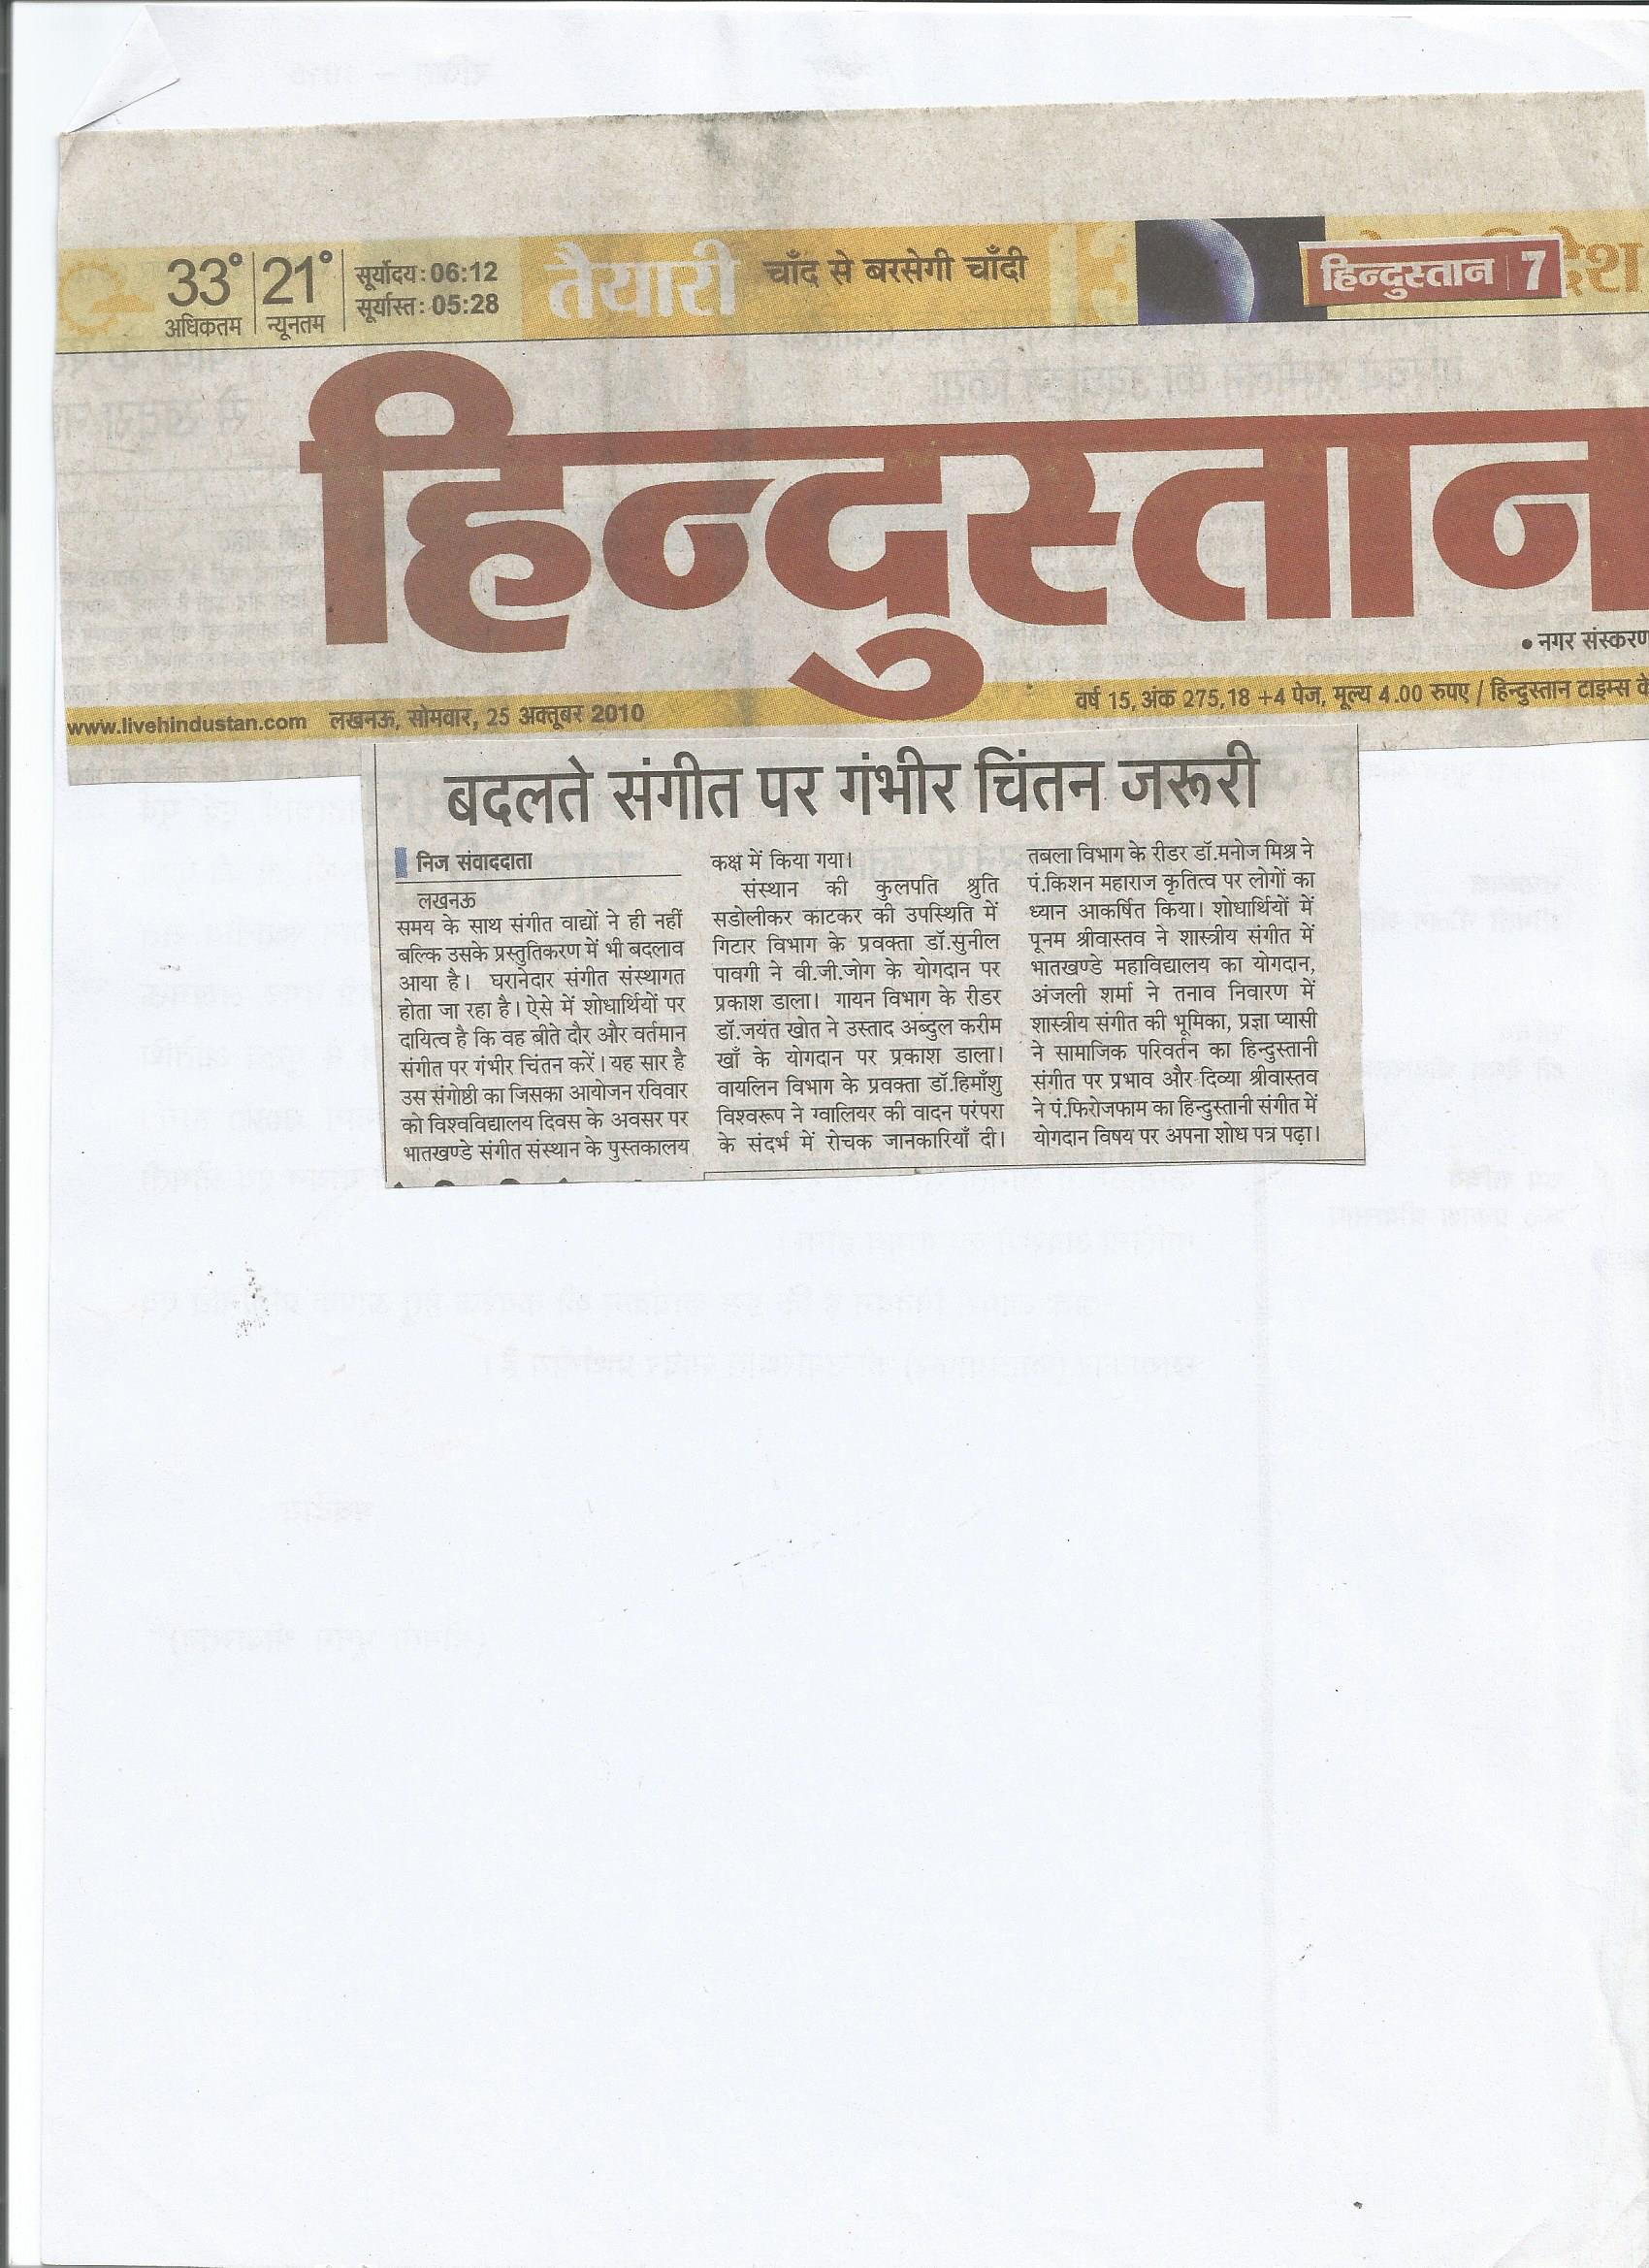 33° 21° सूर्योदय: 06:12
अधिकतम न्यूनतम सूर्यास्त: 05:28
तैयारी चाँद से बरसेगी चाँदी
हिन्दुस्तान 7
हिन्दुस्तान
• नगर संस्करण
www.livehindustan.com लखनऊ, सोमवार, 25 अक्तूबर 2010
वर्ष 15, अंक 275, 18 +4 पेज, मूल्य 4.00 रुपए / हिन्दुस्तान टाइम्स के
बदलते संगीत पर गंभीर चिंतन जरूरी
निज संवाददाता
लखनऊ
समय के साथ संगीत वाद्यों ने ही नहीं
बल्कि उसके प्रस्तुतिकरण में भी बदलाव
आया है। घरानेदार संगीत संस्थागत
होता जा रहा है। ऐसे में शोधार्थियों पर
दायित्व है कि वह बीते दौर और वर्तमान
संगीत पर गंभीर चिंतन करें। यह सार है
उस संगोष्ठी का जिसका आयोजन रविवार
को विश्वविद्यालय दिवस के अवसर पर
भातखण्डे संगीत संस्थान के पुस्तकालय
कक्ष में किया गया।
संस्थान की कुलपति श्रुति
सडोलीकर काटकर की उपस्थिति में
गिटार विभाग के प्रवक्ता डॉ.सुनील
पावगी ने वी.जी.जोग के योगदान पर
प्रकाश डाला। गायन विभाग के रीडर
डॉ.जयंत खोत ने उस्ताद अब्दुल करीम
खाँ के योगदान पर प्रकाश डाला।
वायलिन विभाग के प्रवक्ता डॉ.हिमाँशु
विश्वरूप ने ग्वालियर की वादन परंपरा
के संदर्भ में रोचक जानकारियाँ दी।
तबला विभाग के रीडर डॉ.मनोज मिश्र ने
पं.किशन महाराज कृतित्व पर लोगों का
ध्यान आकर्षित किया। शोधार्थियों में
पूनम श्रीवास्तव ने शास्त्रीय संगीत में
भातखण्डे महाविद्यालय का योगदान,
अंजली शर्मा ने तनाव निवारण में
शास्त्रीय संगीत की भूमिका, प्रज्ञा प्यासी
ने सामाजिक परिवर्तन का हिन्दुस्तानी
संगीत पर प्रभाव और दिव्या श्रीवास्तव
ने पं.फिरोजफाम का हिन्दुस्तानी संगीत में
योगदान विषय पर अपना शोध पत्र पढ़ा।